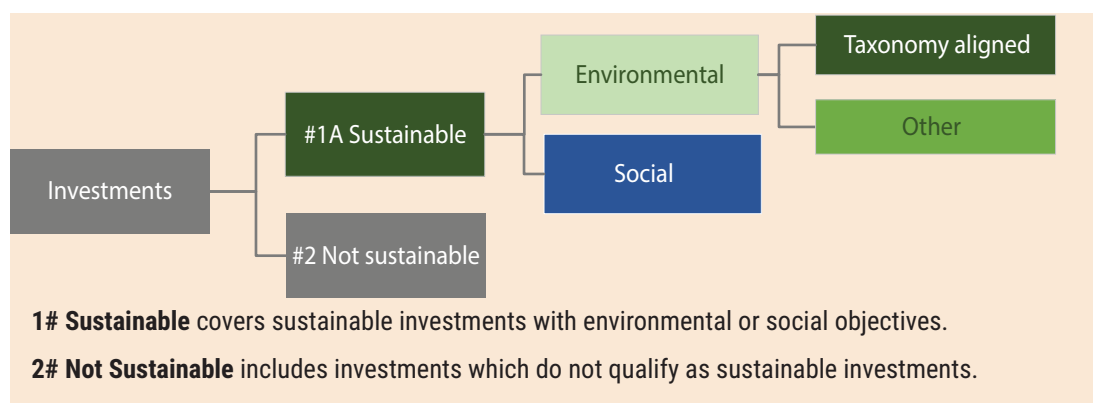 Taxonomy aligned
Environmental
Other
#1A Sustainable
Social
Investments
#2 Not sustainable
1# Sustainable covers sustainable investments with environmental or social objectives.
2# Not Sustainable includes investments which do not qualify as sustainable investments.